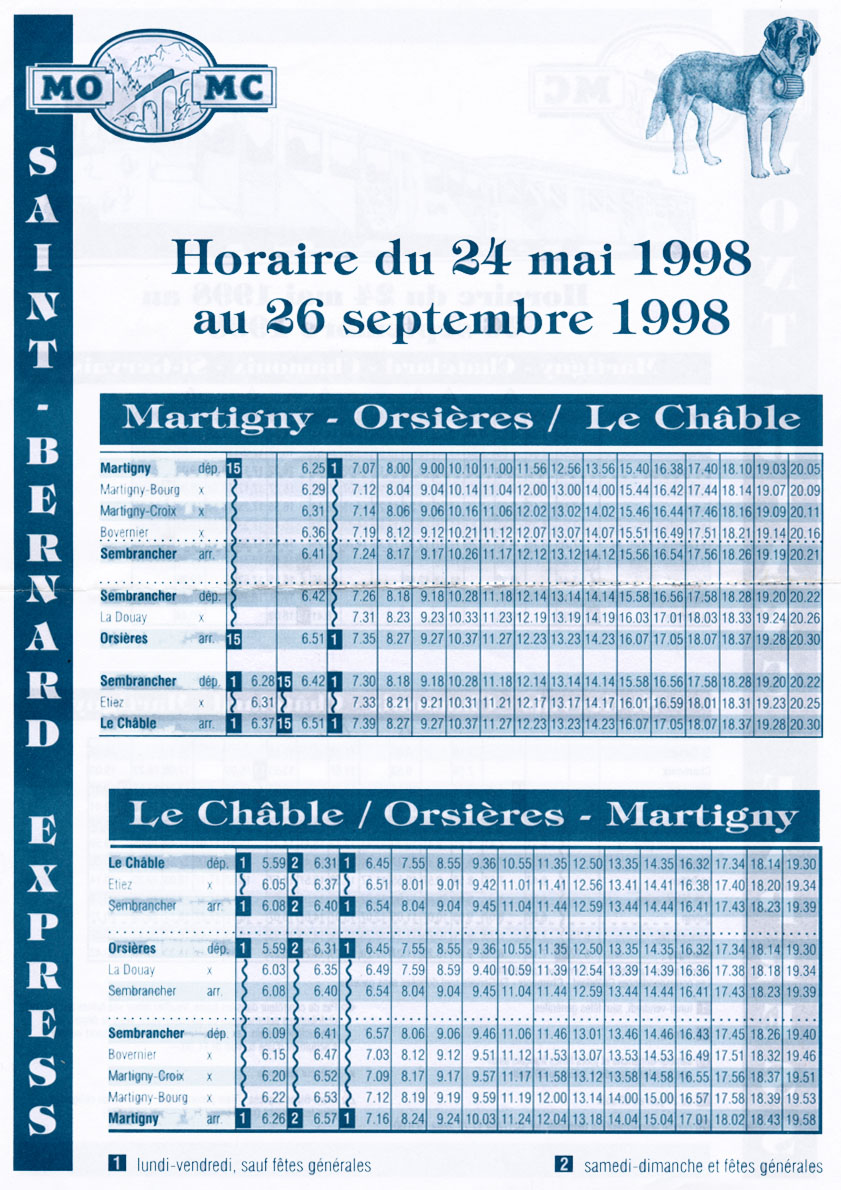 MO MC
SAINT-BERNARD EXPRESS
Horaire du 24 mai 1998
au 26 septembre 1998
Martigny - Orsières / Le Châble
Martigny dép. 15 6.25 1 7.07 8.00 9.00 10.10 11.00 11.56 12.56 13.56 15.40 16.38 17.40 18.10 19.03 20.05
Martigny-Bourg x 6.29 7.12 8.04 9.04 10.14 11.04 12.00 13.00 14.00 15.44 16.42 17.44 18.14 19.07 20.09
Martigny-Croix x 6.31 7.14 8.06 9.06 10.16 11.06 12.02 13.02 14.02 15.46 16.44 17.46 18.16 19.09 20.11
Bovernier x 6.36 7.19 8.12 9.12 10.21 11.12 12.07 13.07 14.07 15.51 16.49 17.51 18.21 19.14 20.16
Sembrancher arr. 6.41 7.24 8.17 9.17 10.26 11.17 12.12 13.12 14.12 15.56 16.54 17.56 18.26 19.19 20.21
Sembrancher dép. 6.42 7.26 8.18 9.18 10.28 11.18 12.14 13.14 14.14 15.58 16.56 17.58 18.28 19.20 20.22
La Douay x 7.31 8.23 9.23 10.33 11.23 12.19 13.19 14.19 16.03 17.01 18.03 18.33 19.24 20.26
Orsières arr. 15 6.51 1 7.35 8.27 9.27 10.37 11.27 12.23 13.23 14.23 16.07 17.05 18.07 18.37 19.28 20.30
Sembrancher dép. 1 6.28 15 6.42 1 7.30 8.18 9.18 10.28 11.18 12.14 13.14 14.14 15.58 16.56 17.58 18.28 19.20 20.22
Etiez x 6.31 7.33 8.21 9.21 10.31 11.21 12.17 13.17 14.17 16.01 16.59 18.01 18.31 19.23 20.25
Le Châble arr. 1 6.37 15 6.51 1 7.39 8.27 9.27 10.37 11.27 12.23 13.23 14.23 16.07 17.05 18.07 18.37 19.28 20.30
Le Châble / Orsières - Martigny
Le Châble dép. 1 5.59 2 6.31 1 6.45 7.55 8.55 9.36 10.55 11.35 12.50 13.35 14.35 16.32 17.34 18.14 19.30
Etiez x 6.05 6.37 6.51 8.01 9.01 9.42 11.01 11.41 12.56 13.41 14.41 16.38 17.40 18.20 19.34
Sembrancher arr. 1 6.08 2 6.40 1 6.54 8.04 9.04 9.45 11.04 11.44 12.59 13.44 14.44 16.41 17.43 18.23 19.39
Orsières dép. 1 5.59 2 6.31 1 6.45 7.55 8.55 9.36 10.55 11.35 12.50 13.35 14.35 16.32 17.34 18.14 19.30
La Douay x 6.03 6.35 6.49 7.59 8.59 9.40 10.59 11.39 12.54 13.39 14.39 16.36 17.38 18.18 19.34
Sembrancher arr. 6.08 6.40 6.54 8.04 9.04 9.45 11.04 11.44 12.59 13.44 14.44 16.41 17.43 18.23 19.39
Sembrancher dép. 6.09 6.41 6.57 8.06 9.06 9.46 11.06 11.46 13.01 13.46 14.46 16.43 17.45 18.26 19.40
Bovernier x 6.15 6.47 7.03 8.12 9.12 9.51 11.12 11.53 13.07 13.53 14.53 16.49 17.51 18.32 19.46
Martigny-Croix x 6.20 6.52 7.09 8.17 9.17 9.57 11.17 11.58 13.12 13.58 14.58 16.55 17.56 18.37 19.51
Martigny-Bourg x 6.22 6.53 7.12 8.19 9.19 9.59 11.19 12.00 13.14 14.00 15.00 16.57 17.58 18.39 19.53
Martigny arr. 1 6.26 2 6.57 1 7.16 8.24 9.24 10.03 11.24 12.04 13.18 14.04 15.04 17.01 18.02 18.43 19.58
1 lundi-vendredi, sauf fêtes générales 2 samedi-dimanche et fêtes générales